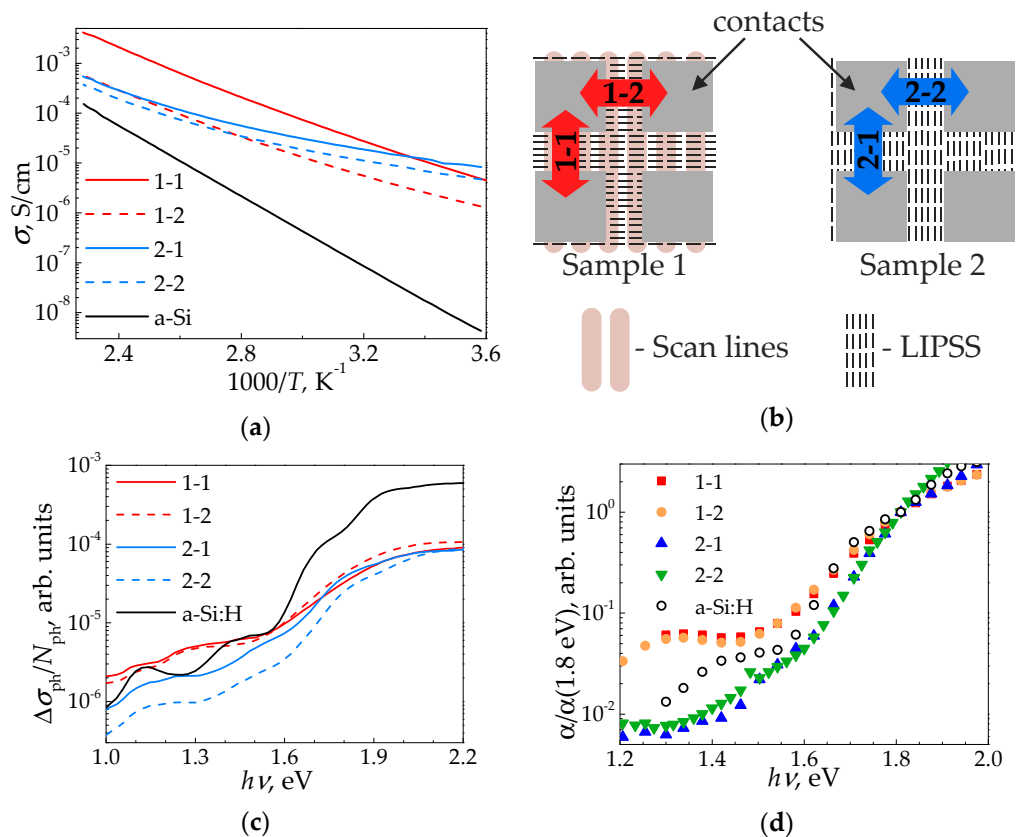 10⁻³
10⁻⁴
10⁻⁵
10⁻⁶
10⁻⁷
10⁻⁸
σ, S/cm
1-1
1-2
2-1
2-2
a-Si
2.4 2.8 3.2 3.6
1000/T, K⁻¹
(a)
contacts
1-2
1-1
2-2
2-1
Sample 1
Sample 2
- Scan lines
- LIPSS
(b)
10⁻³
10⁻⁴
10⁻⁵
10⁻⁶
Δσph/Nph, arb. units
1-1
1-2
2-1
2-2
a-Si:H
1.0 1.3 1.6 1.9 2.2
hν, eV
(c)
10⁰
10⁻¹
10⁻²
α/α(1.8 eV), arb. units
1-1
1-2
2-1
2-2
a-Si:H
1.2 1.4 1.6 1.8 2.0
hν, eV
(d)